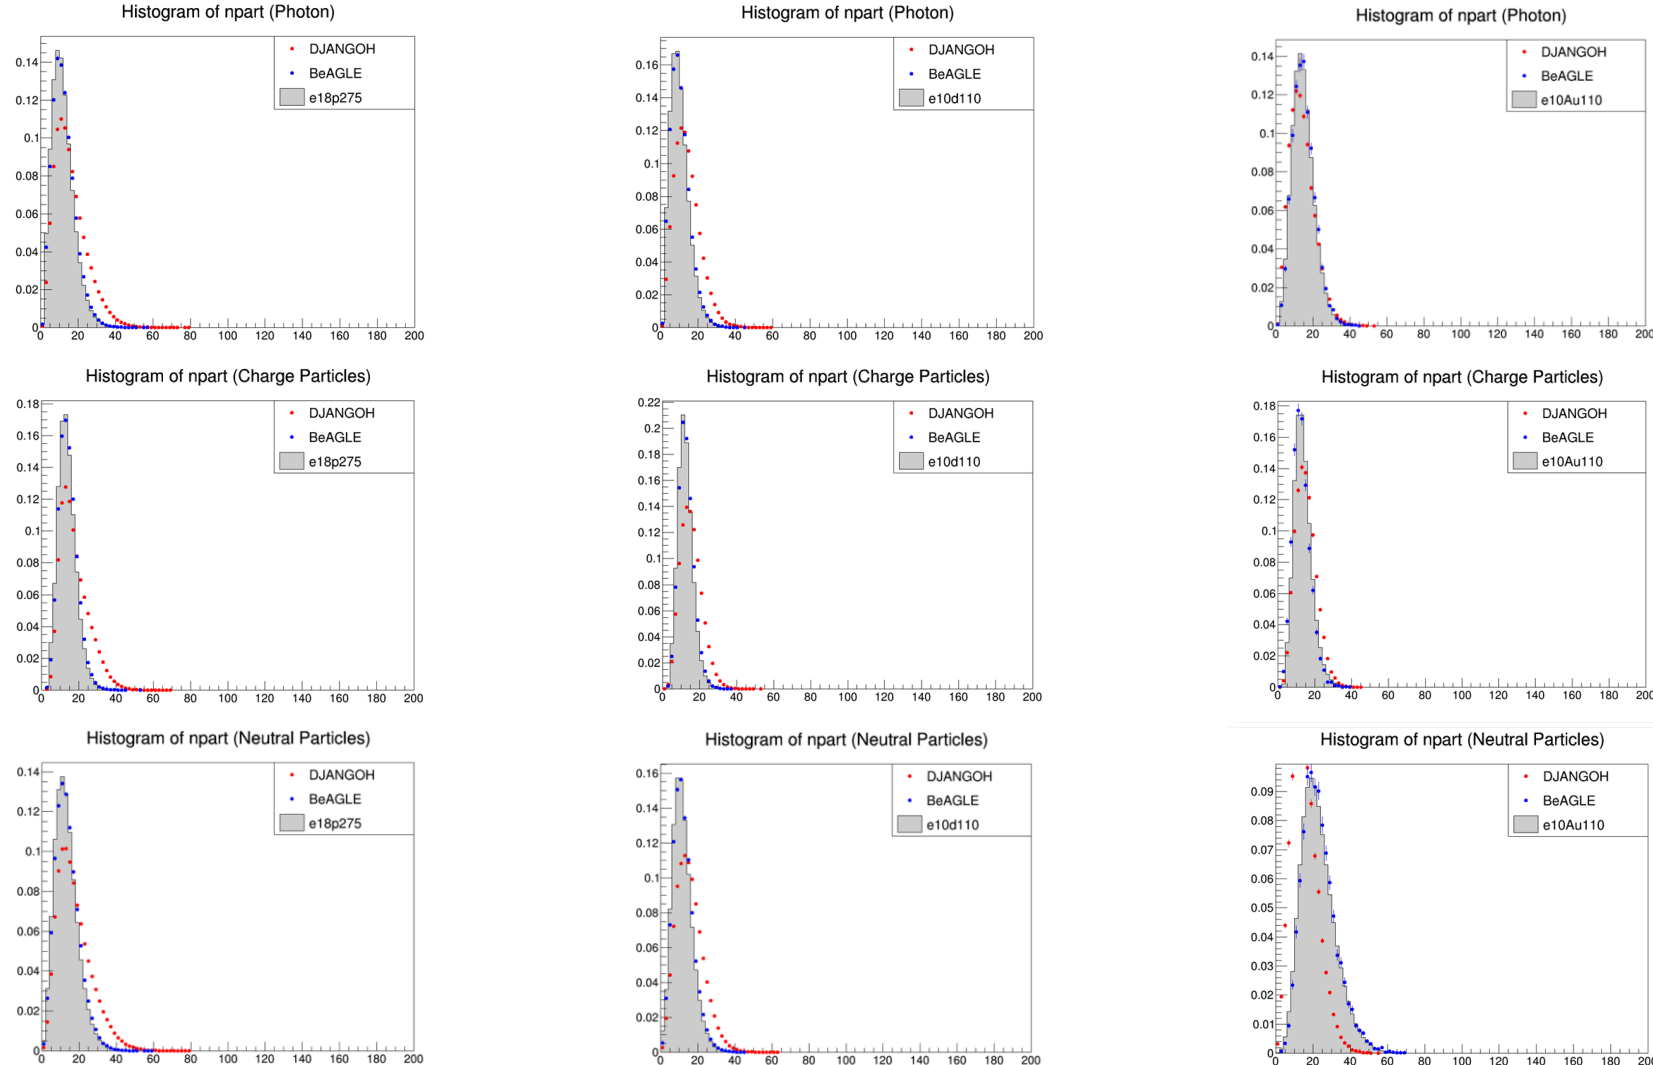 Histogram of npart (Photon)
DJANGOH
BeAGLE
e18p275
0.14
0.12
0.1
0.08
0.06
0.04
0.02
0
0 20 40 60 80 100 120 140 160 180 200
Histogram of npart (Photon)
DJANGOH
BeAGLE
e10d110
0.16
0.14
0.12
0.1
0.08
0.06
0.04
0.02
0
0 20 40 60 80 100 120 140 160 180 200
Histogram of npart (Photon)
DJANGOH
BeAGLE
e10Au110
0.14
0.12
0.1
0.08
0.06
0.04
0.02
0
0 20 40 60 80 100 120 140 160 180 200
Histogram of npart (Charge Particles)
DJANGOH
BeAGLE
e18p275
0.18
0.16
0.14
0.12
0.1
0.08
0.06
0.04
0.02
0
0 20 40 60 80 100 120 140 160 180 200
Histogram of npart (Charge Particles)
DJANGOH
BeAGLE
e10d110
0.22
0.2
0.18
0.16
0.14
0.12
0.1
0.08
0.06
0.04
0.02
0
0 20 40 60 80 100 120 140 160 180 200
Histogram of npart (Charge Particles)
DJANGOH
BeAGLE
e10Au110
0.18
0.16
0.14
0.12
0.1
0.08
0.06
0.04
0.02
0
0 20 40 60 80 100 120 140 160 180 200
Histogram of npart (Neutral Particles)
DJANGOH
BeAGLE
e18p275
0.14
0.12
0.1
0.08
0.06
0.04
0.02
0
0 20 40 60 80 100 120 140 160 180 200
Histogram of npart (Neutral Particles)
DJANGOH
BeAGLE
e10d110
0.16
0.14
0.12
0.1
0.08
0.06
0.04
0.02
0
0 20 40 60 80 100 120 140 160 180 200
Histogram of npart (Neutral Particles)
DJANGOH
BeAGLE
e10Au110
0.09
0.08
0.07
0.06
0.05
0.04
0.03
0.02
0.01
0
0 20 40 60 80 100 120 140 160 180 200